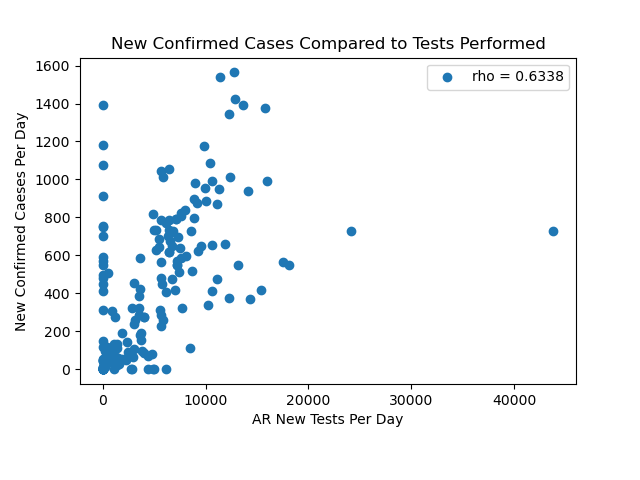 New Confirmed Cases Compared to Tests Performed
rho = 0.6338
New Confirmed Caeses Per Day
1600
1400
1200
1000
800
600
400
200
0
0 10000 20000 30000 40000
AR New Tests Per Day